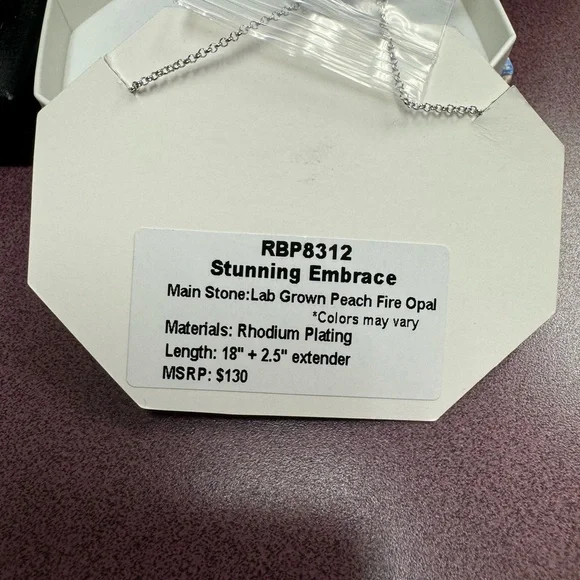 RBP8312
Stunning Embrace
Main Stone:Lab Grown Peach Fire Opal
*Colors may vary
Materials: Rhodium Plating
Length: 18" + 2.5" extender
MSRP: $130